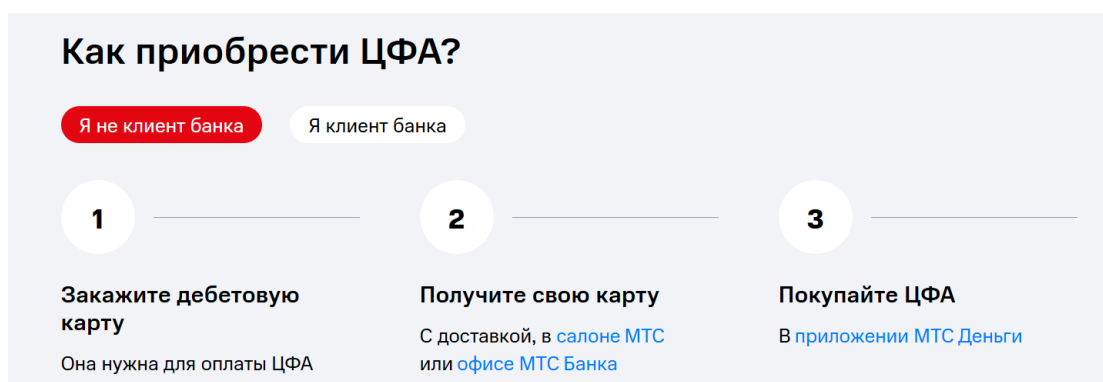 Как приобрести ЦФА?
Я не клиент банка
Я клиент банка
1
2
3
Закажите дебетовую
карту
Она нужна для оплаты ЦФА
Получите свою карту
С доставкой, в салоне МТС
или офисе МТС Банка
Покупайте ЦФА
В приложении МТС Деньги